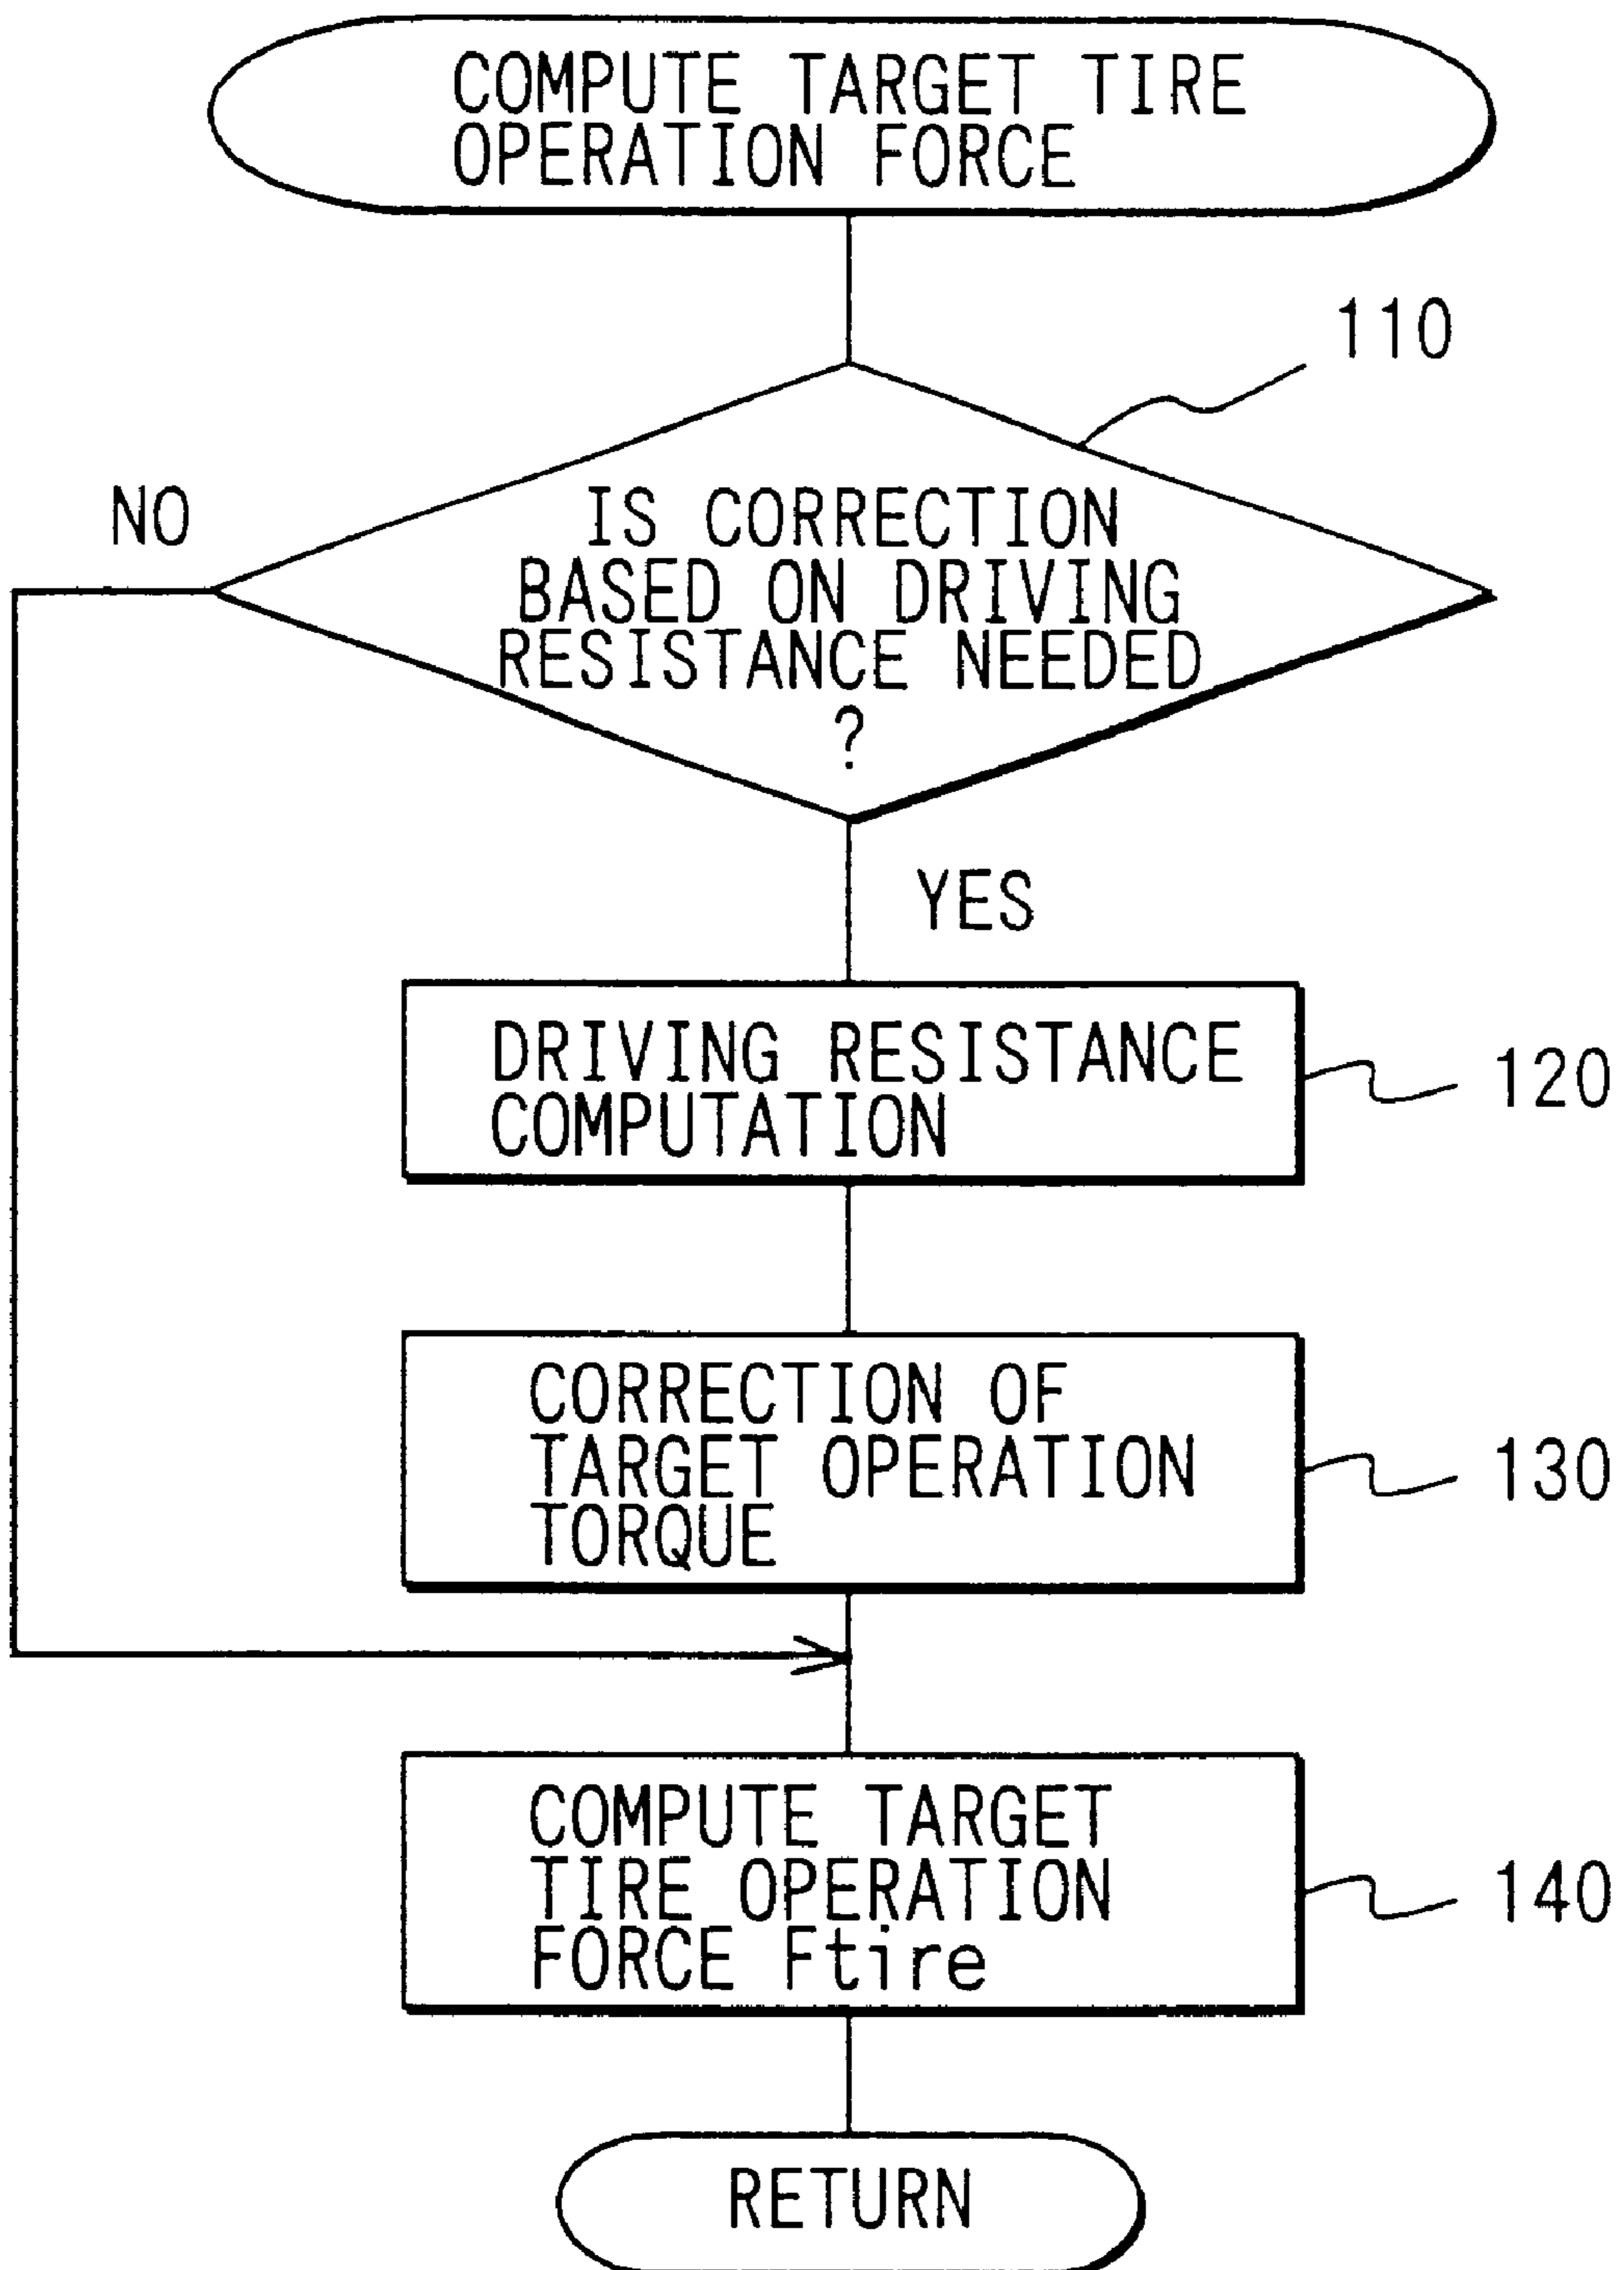 COMPUTE TARGET TIRE
OPERATION FORCE
110
NO
IS CORRECTION
BASED ON DRIVING
RESISTANCE NEEDED
?
YES
DRIVING RESISTANCE
COMPUTATION
120
CORRECTION OF
TARGET OPERATION
TORQUE
130
COMPUTE TARGET
TIRE OPERATION
FORCE Ftire
140
RETURN